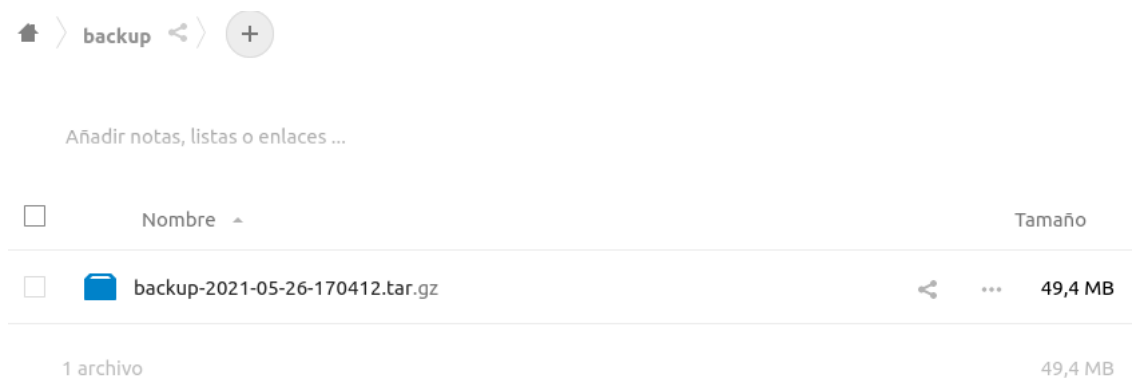 backup
Añadir notas, listas o enlaces ...
Nombre Tamaño
backup-2021-05-26-170412.tar.gz 49,4 MB
1 archivo 49,4 MB